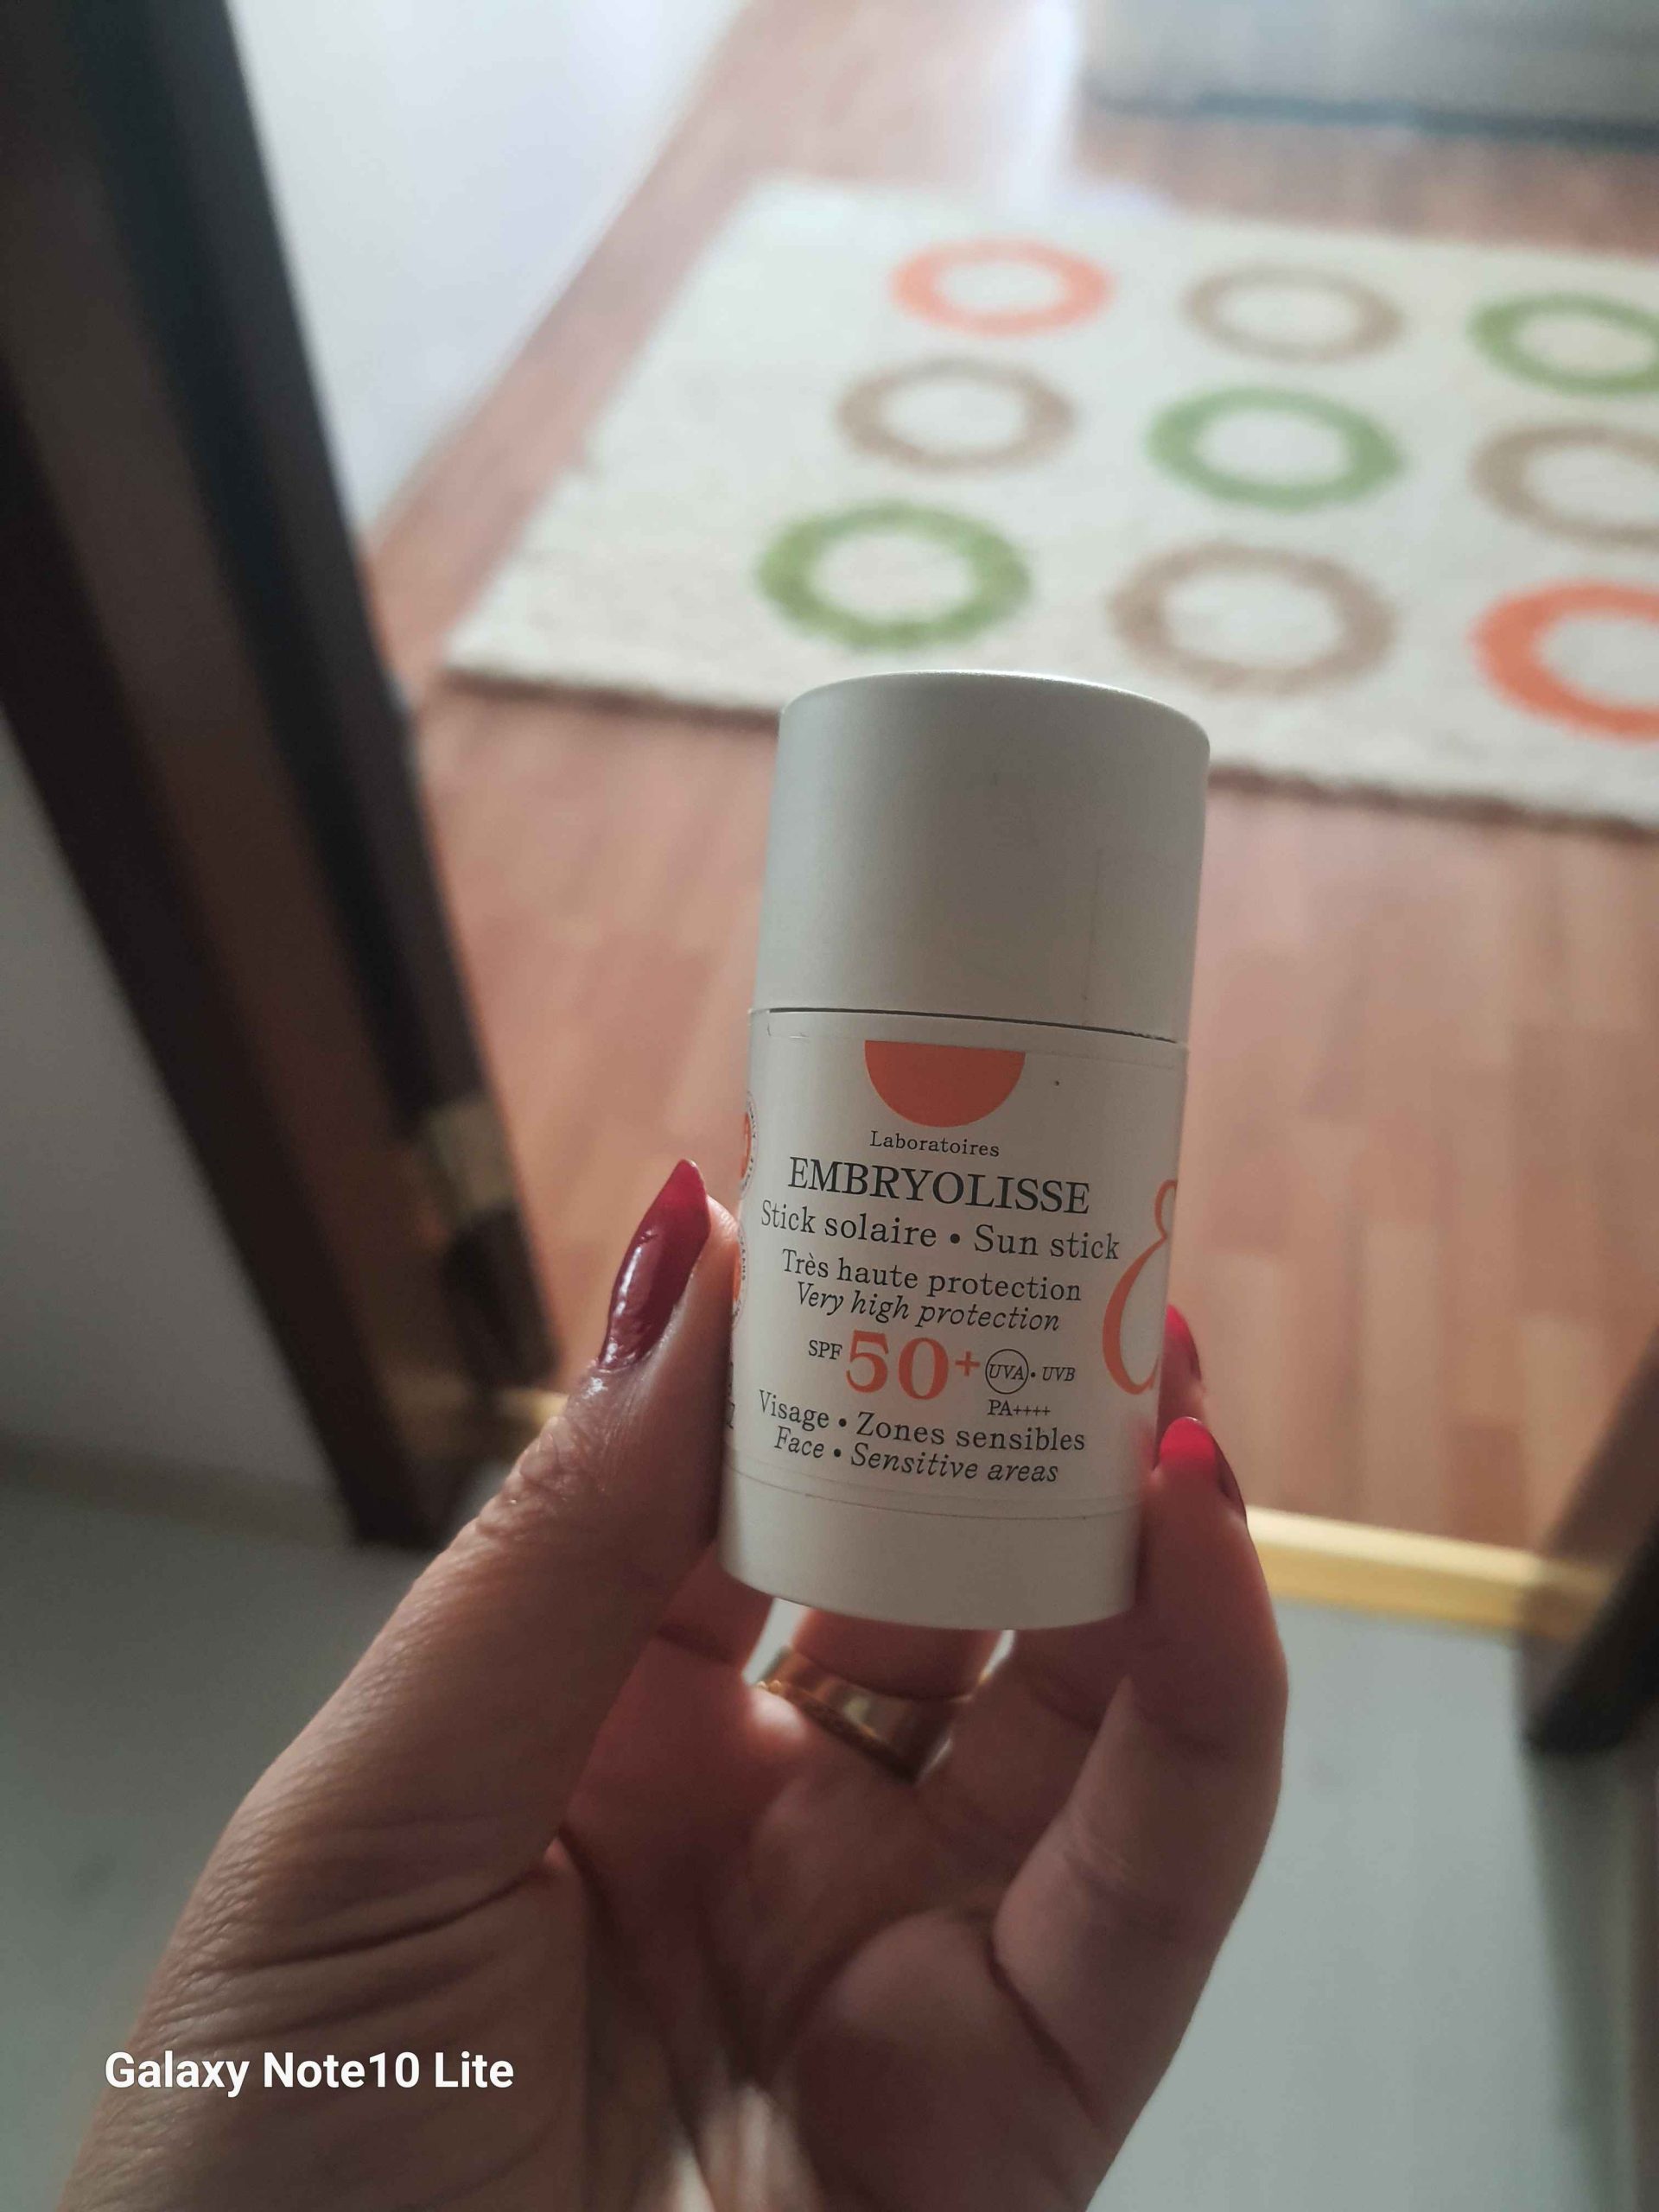 Laboratoires
EMBRYOLISSE
Stick solaire • Sun stick
Très haute protection
Very high protection
SPF 50+ UVA • UVB
PA++++
Visage • Zones sensibles
Face • Sensitive areas
Galaxy Note10 Lite